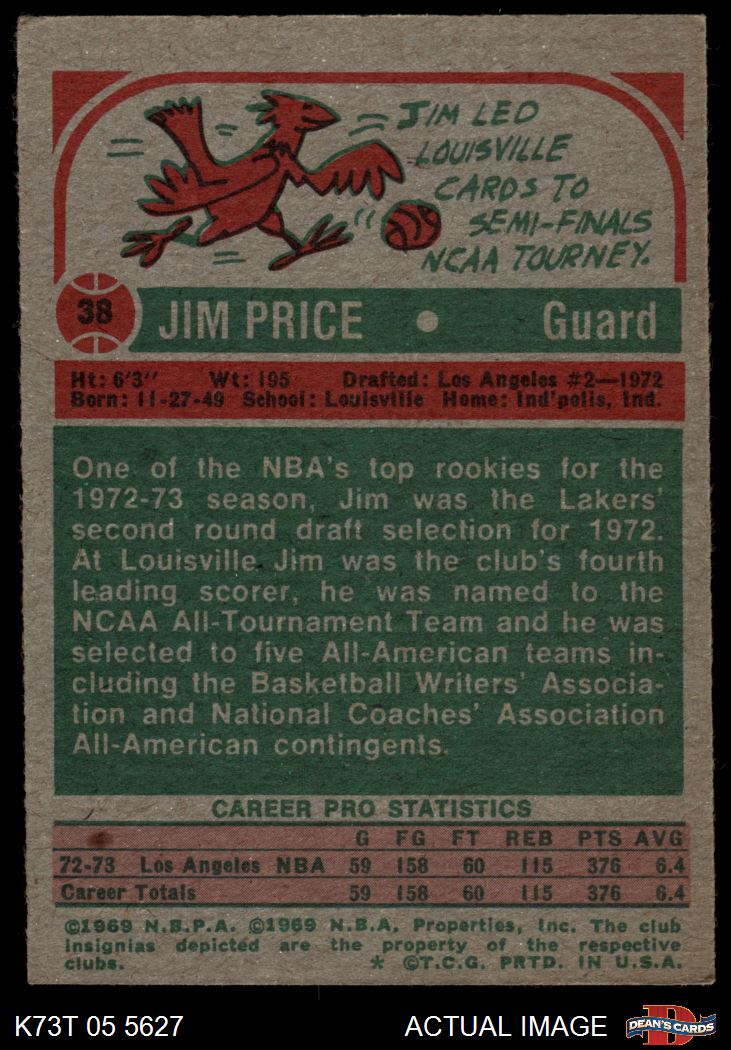 JIM LED
LOUISVILLE
CARDS TO
SEMI-FINALS
NCAA TOURNEY.
38 JIM PRICE • Guard
Ht: 6'3" Wt: 195 Drafted: Los Angeles #2—1972
Born: 11-27-49 School: Louisville Home: Ind'polis, Ind.
One of the NBA's top rookies for the
1972-73 season, Jim was the Lakers'
second round draft selection for 1972.
At Louisville Jim was the club's fourth
leading scorer, he was named to the
NCAA All-Tournament Team and he was
selected to five All-American teams in-
cluding the Basketball Writers' Associa-
tion and National Coaches' Association
All-American contingents.
CAREER PRO STATISTICS
G FG FT REB PTS AVG
72-73 Los Angeles NBA 59 158 60 115 376 6.4
Career Totals 59 158 60 115 376 6.4
©1969 N.B.P.A. ©1969 N.B.A. Properties, Inc. The club
insignias depicted are the property of the respective
clubs. * ©T.C.G. PRTD. IN U.S.A.
K73T 05 5627 ACTUAL IMAGE D DEAN'S CARDS